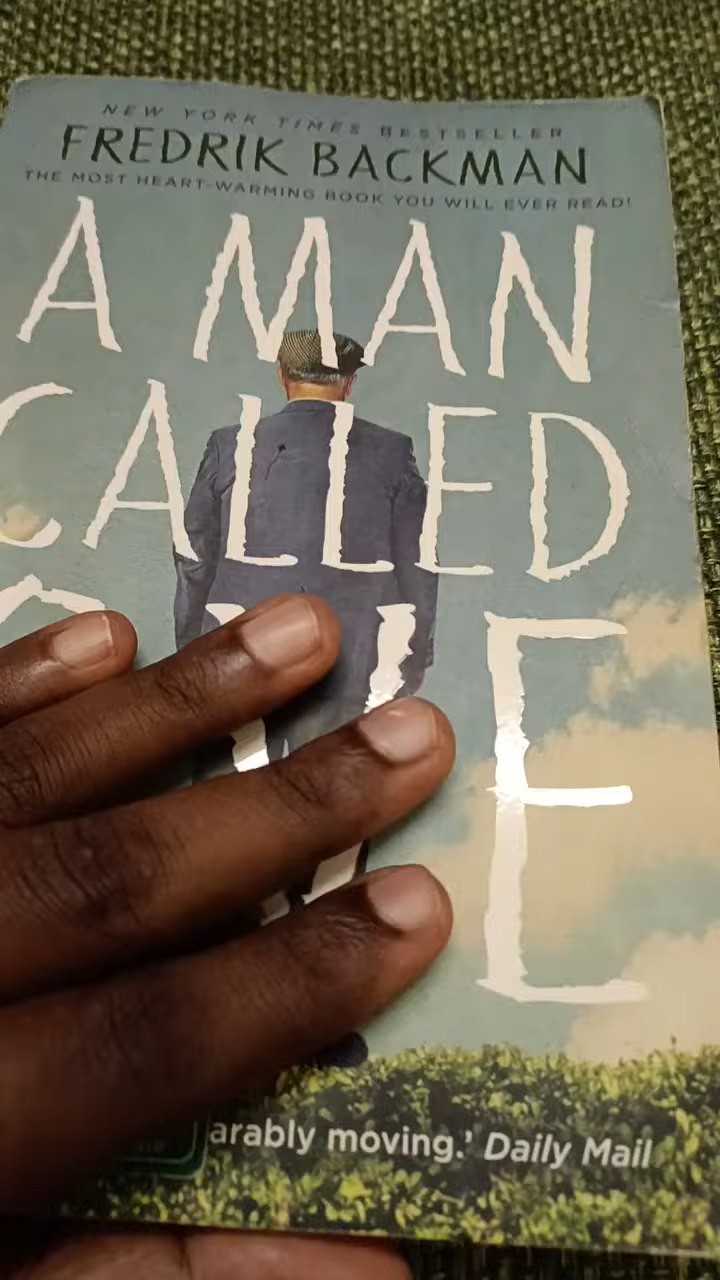 NEW YORK TIMES BESTSELLER
FREDRIK BACKMAN
THE MOST HEART-WARMING BOOK YOU WILL EVER READ!
A MAN
CALLED
OVE
arably moving.' Daily Mail